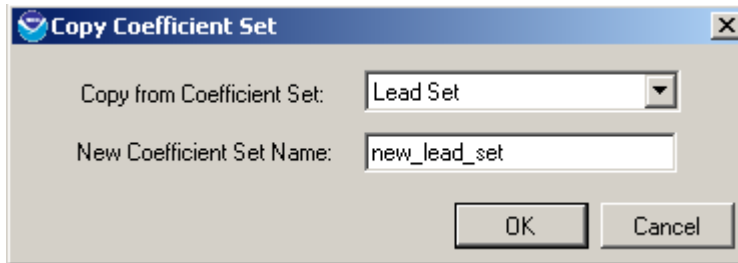 Copy Coefficient Set
Copy from Coefficient Set: Lead Set
New Coefficient Set Name: new_lead_set
OK Cancel